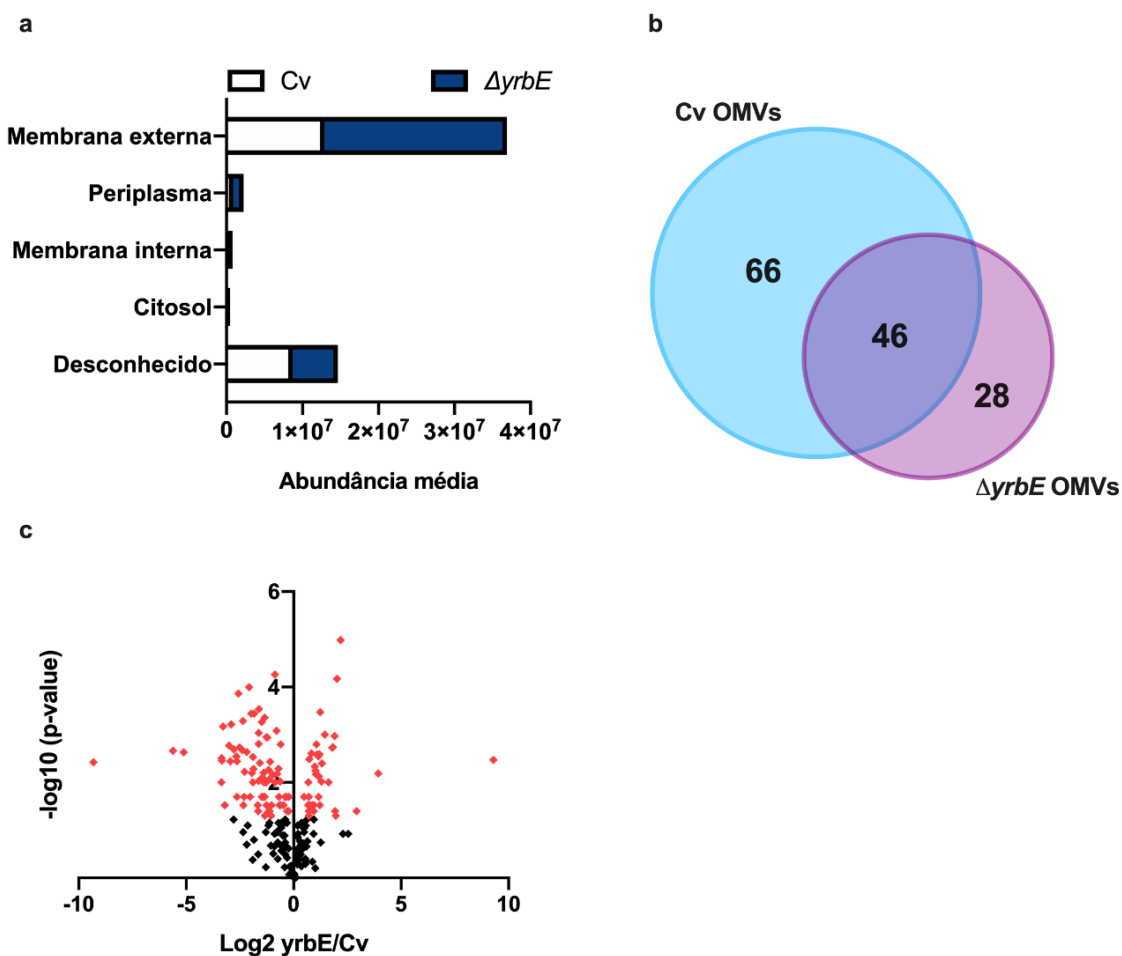 a
Cv
ΔyrbE
Membrana externa
Periplasma
Membrana interna
Citosol
Desconhecido
0
1×10⁷
2×10⁷
3×10⁷
4×10⁷
Abundância média
b
Cv OMVs
66
46
28
ΔyrbE OMVs
c
6
4
2
-log10 (p-value)
-10
-5
0
5
10
Log2 yrbE/Cv